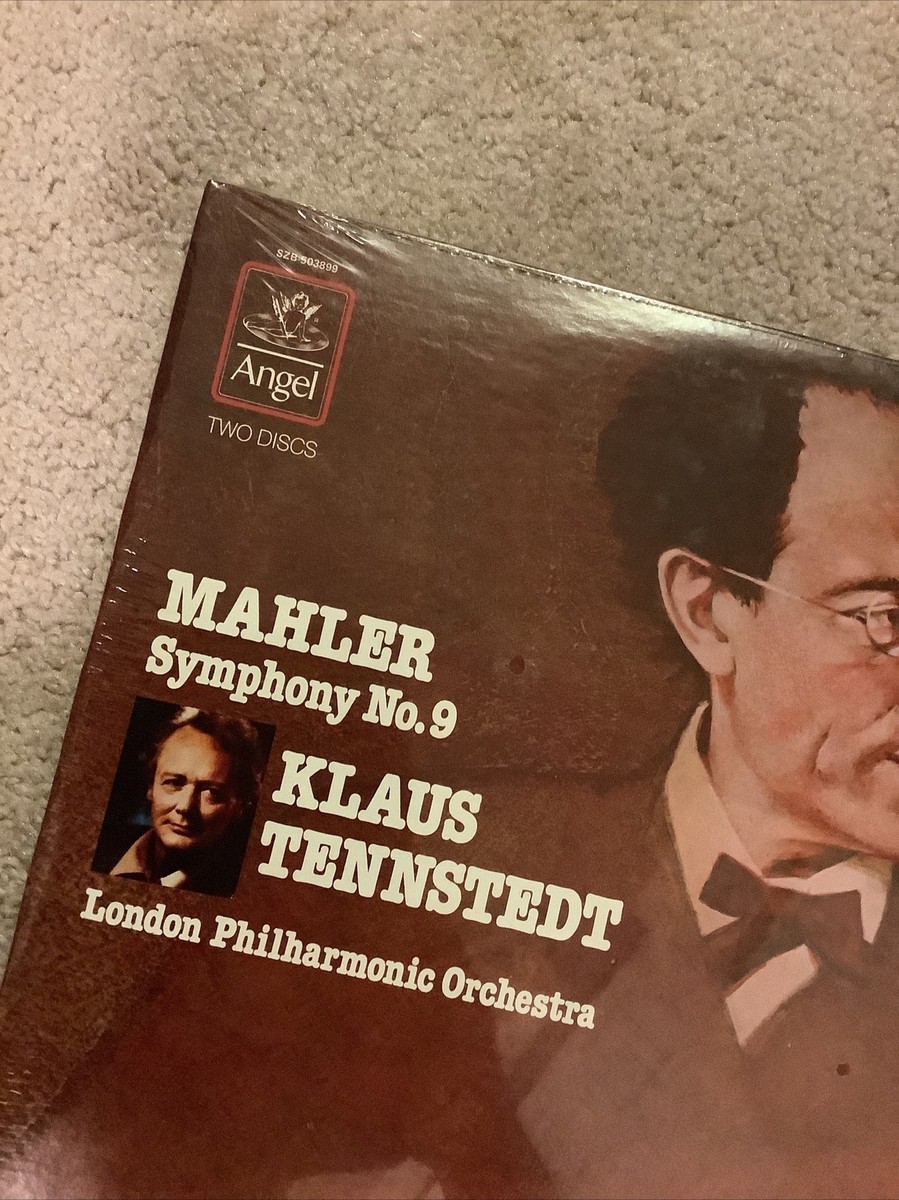 SZB-503899
Angel
TWO DISCS
MAHLER
Symphony No. 9
KLAUS
TENNSTEDT
London Philharmonic Orchestra